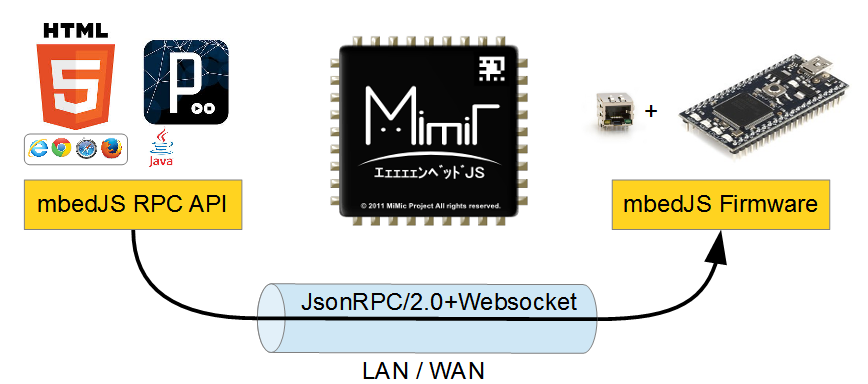 HTML
5
P
Java
mbedJS RPC API
MiMiC
エェェェェンベッドJS
© 2011 MiMic Project All rights reserved.
+
mbedJS Firmware
JsonRPC/2.0+Websocket
LAN / WAN